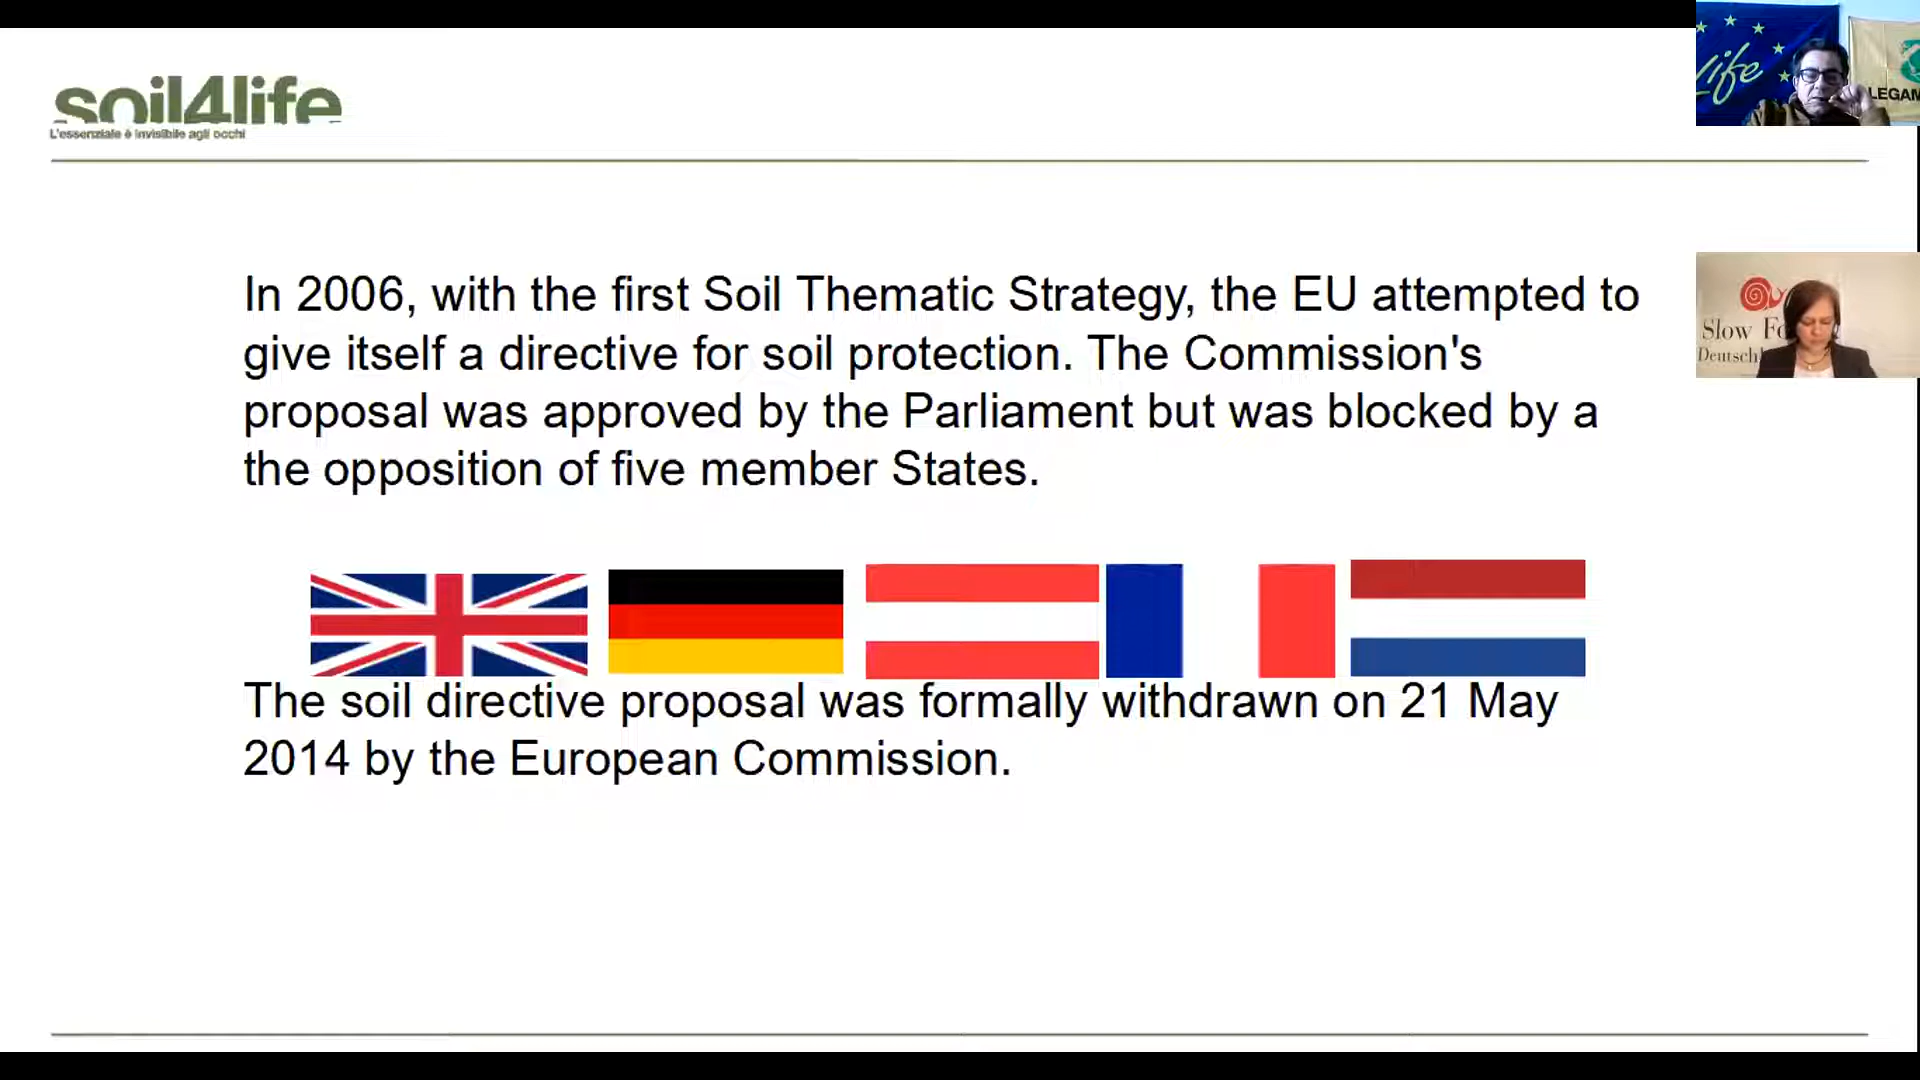 soil4life
L'essenziale è invisibile agli occhi
life
LEGAM
In 2006, with the first Soil Thematic Strategy, the EU attempted to
give itself a directive for soil protection. The Commission's
proposal was approved by the Parliament but was blocked by a
the opposition of five member States.
Slow Fo
Deutschl
The soil directive proposal was formally withdrawn on 21 May
2014 by the European Commission.